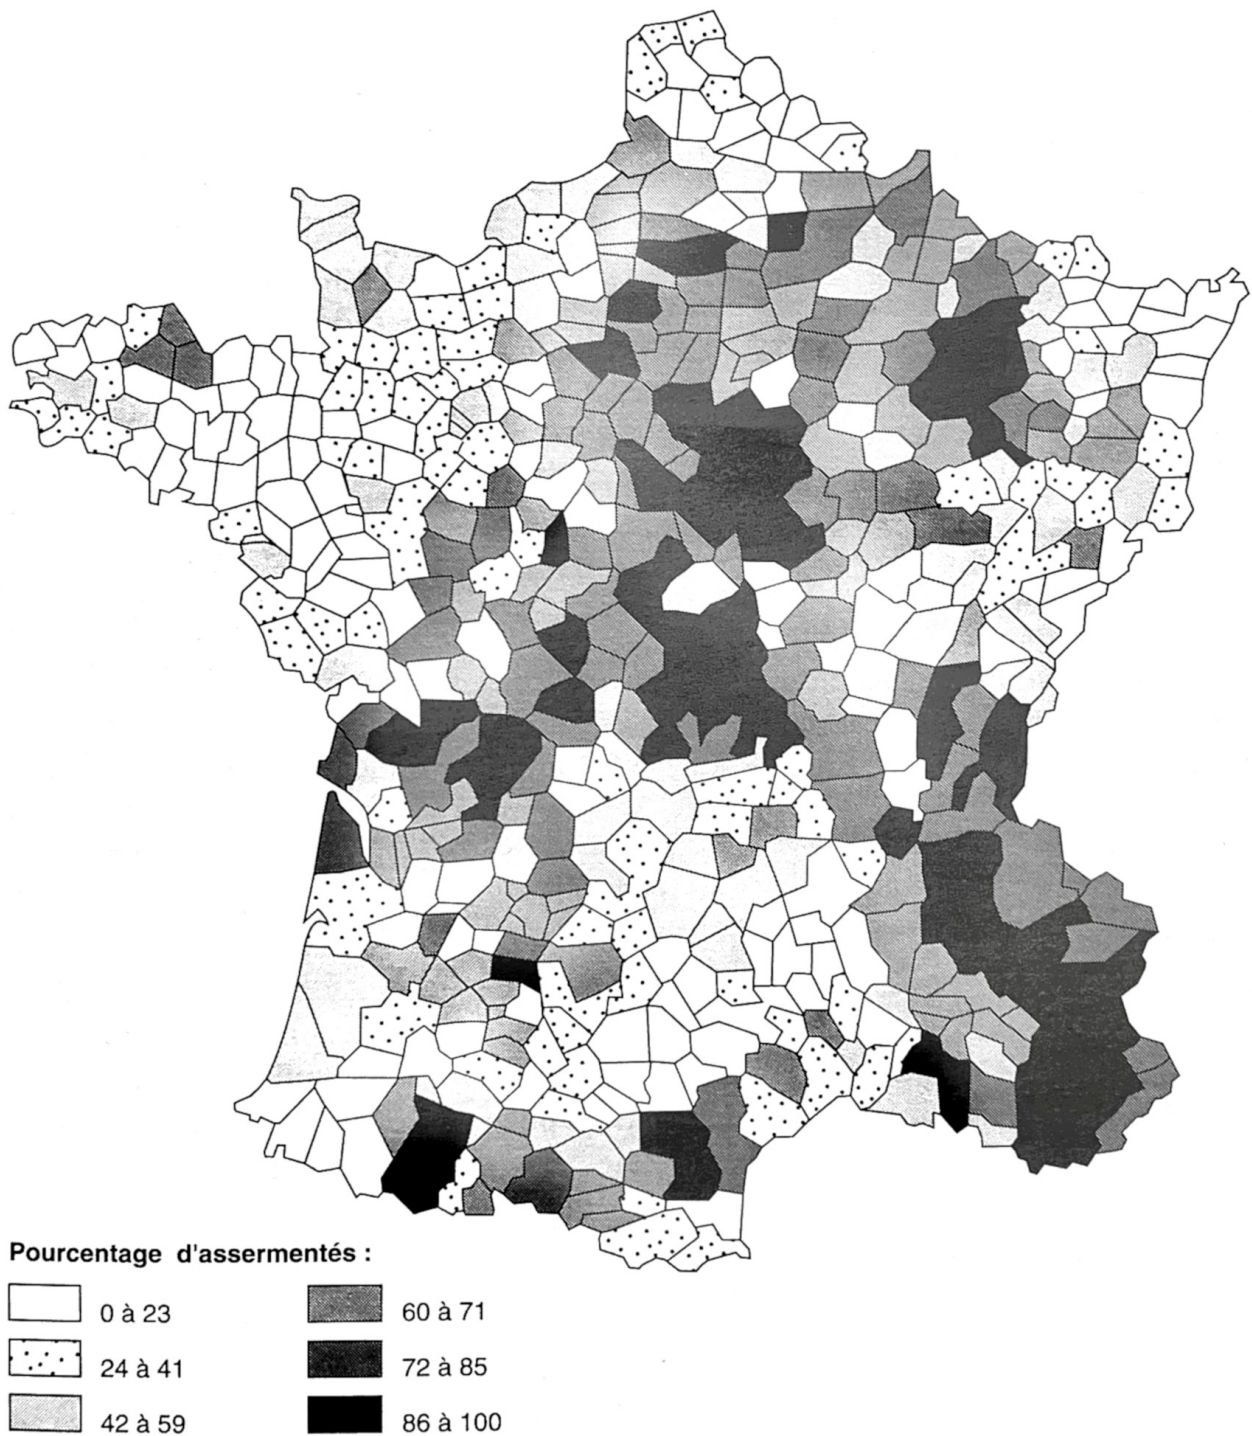 Pourcentage d'assermentés :
0 à 23
24 à 41
42 à 59
60 à 71
72 à 85
86 à 100